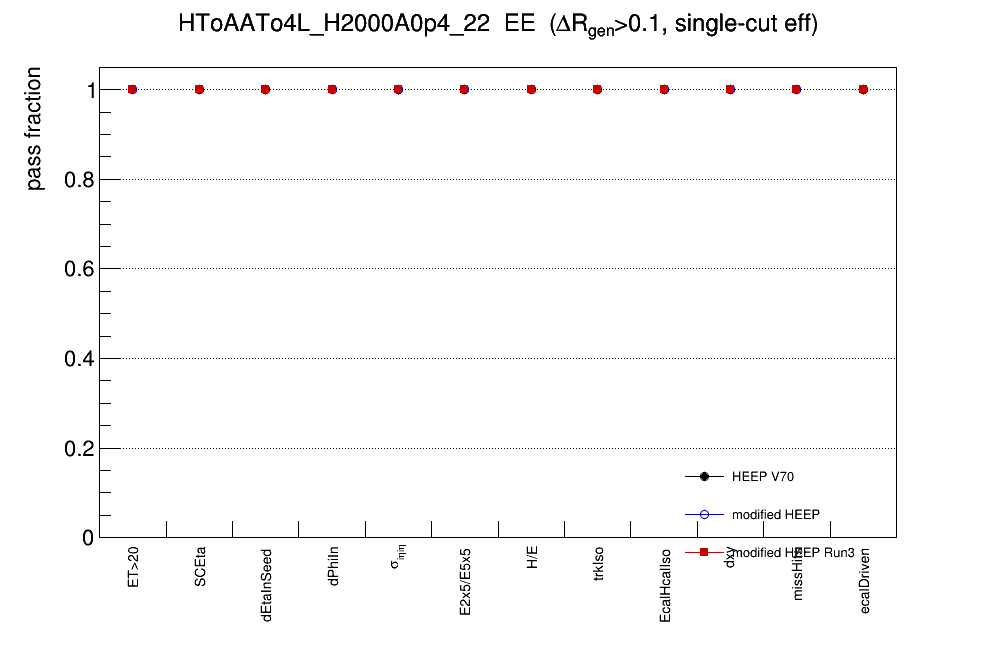 HToAATo4L_H2000A0p4_22 EE (ΔRgen>0.1, single-cut eff)
pass fraction
1
0.8
0.6
0.4
0.2
0
HEEP V70
modified HEEP
modified HEEP Run3
ET>20
SCEta
dEtaInSeed
dPhiIn
σiηiη
E2x5/E5x5
H/E
trkIso
EcalHcalIso
dxy
missHits
ecalDriven